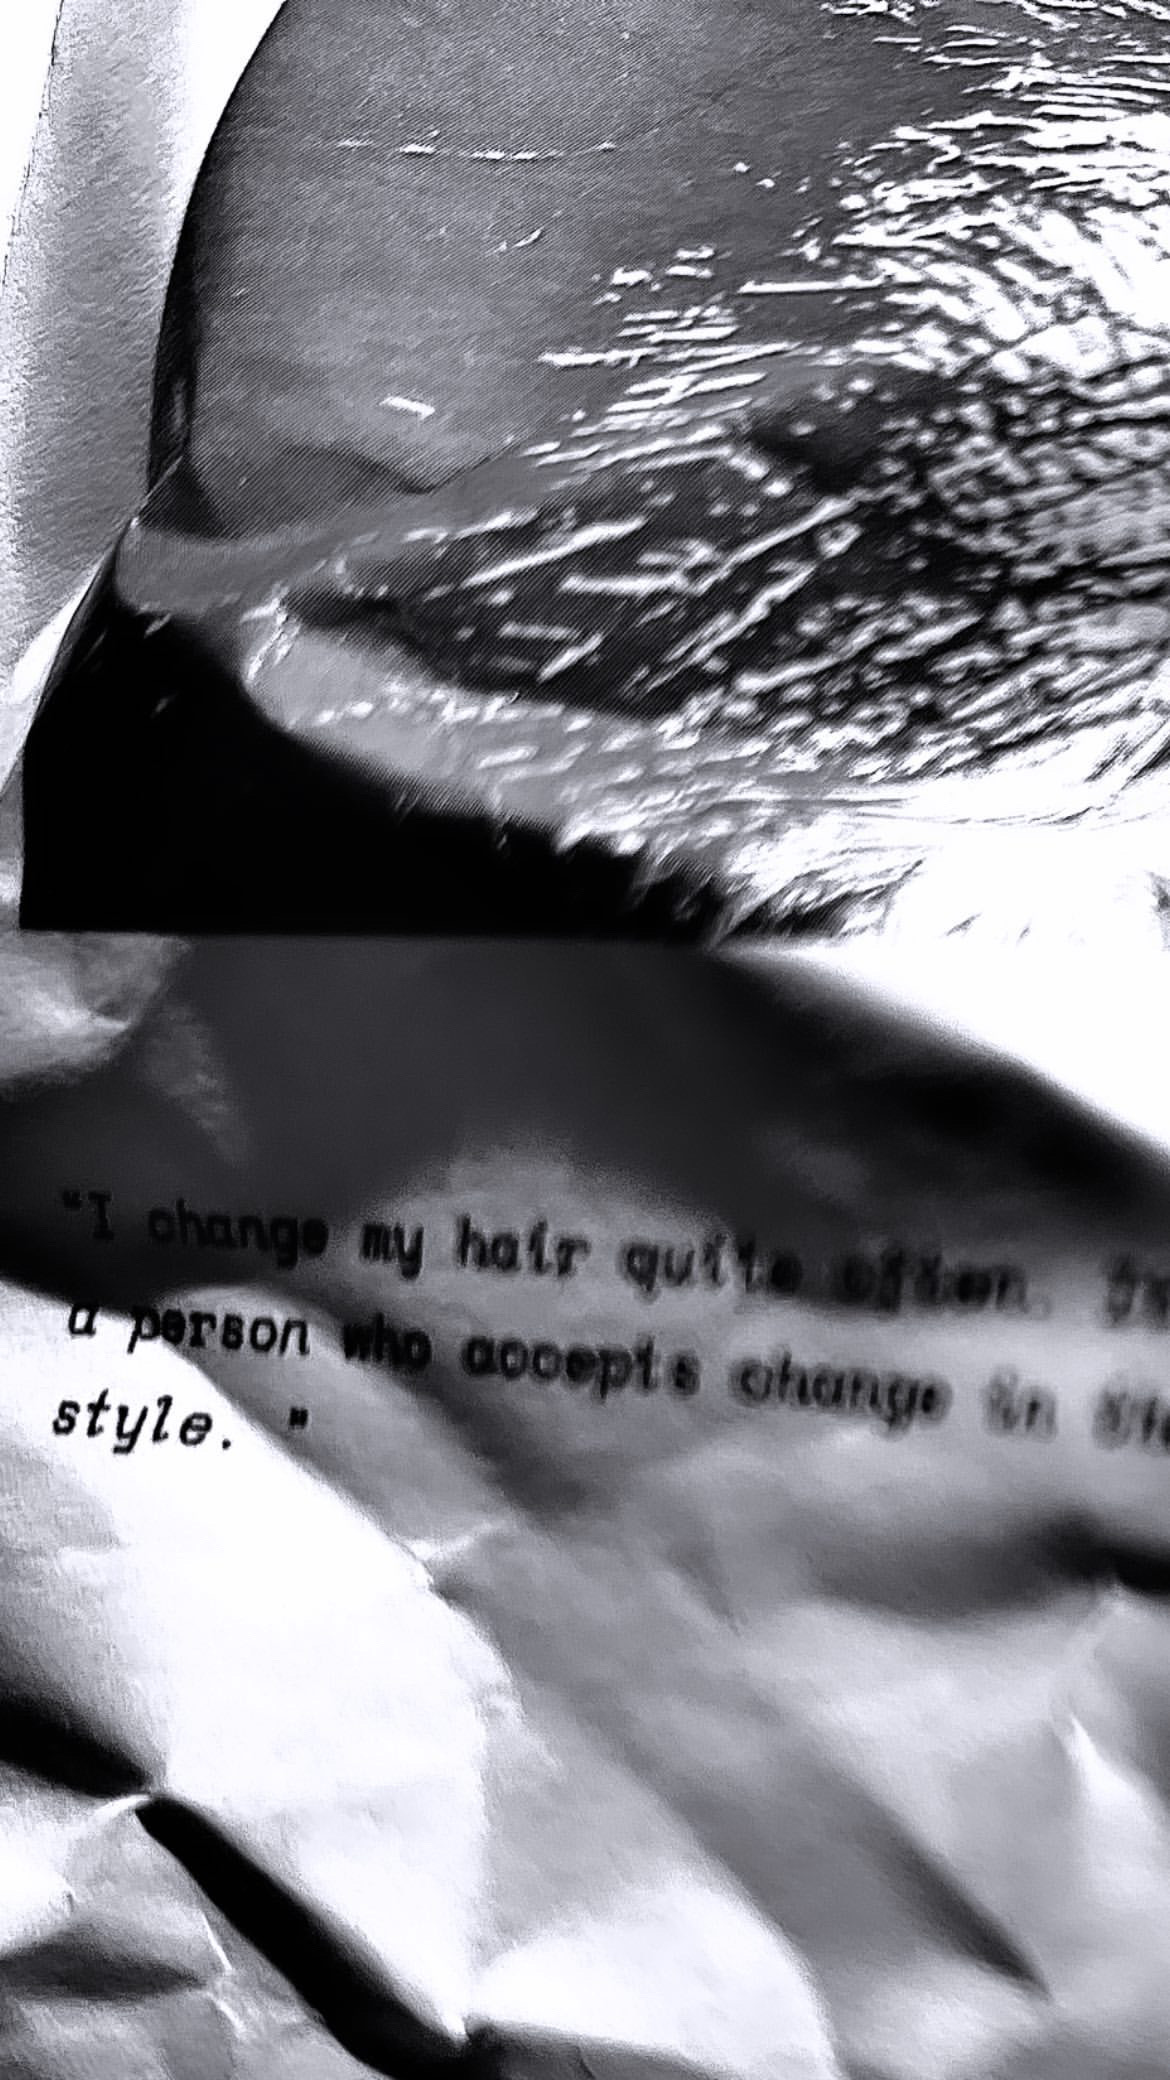 "I change my hair quite often.
a person who accepts change in
style. "